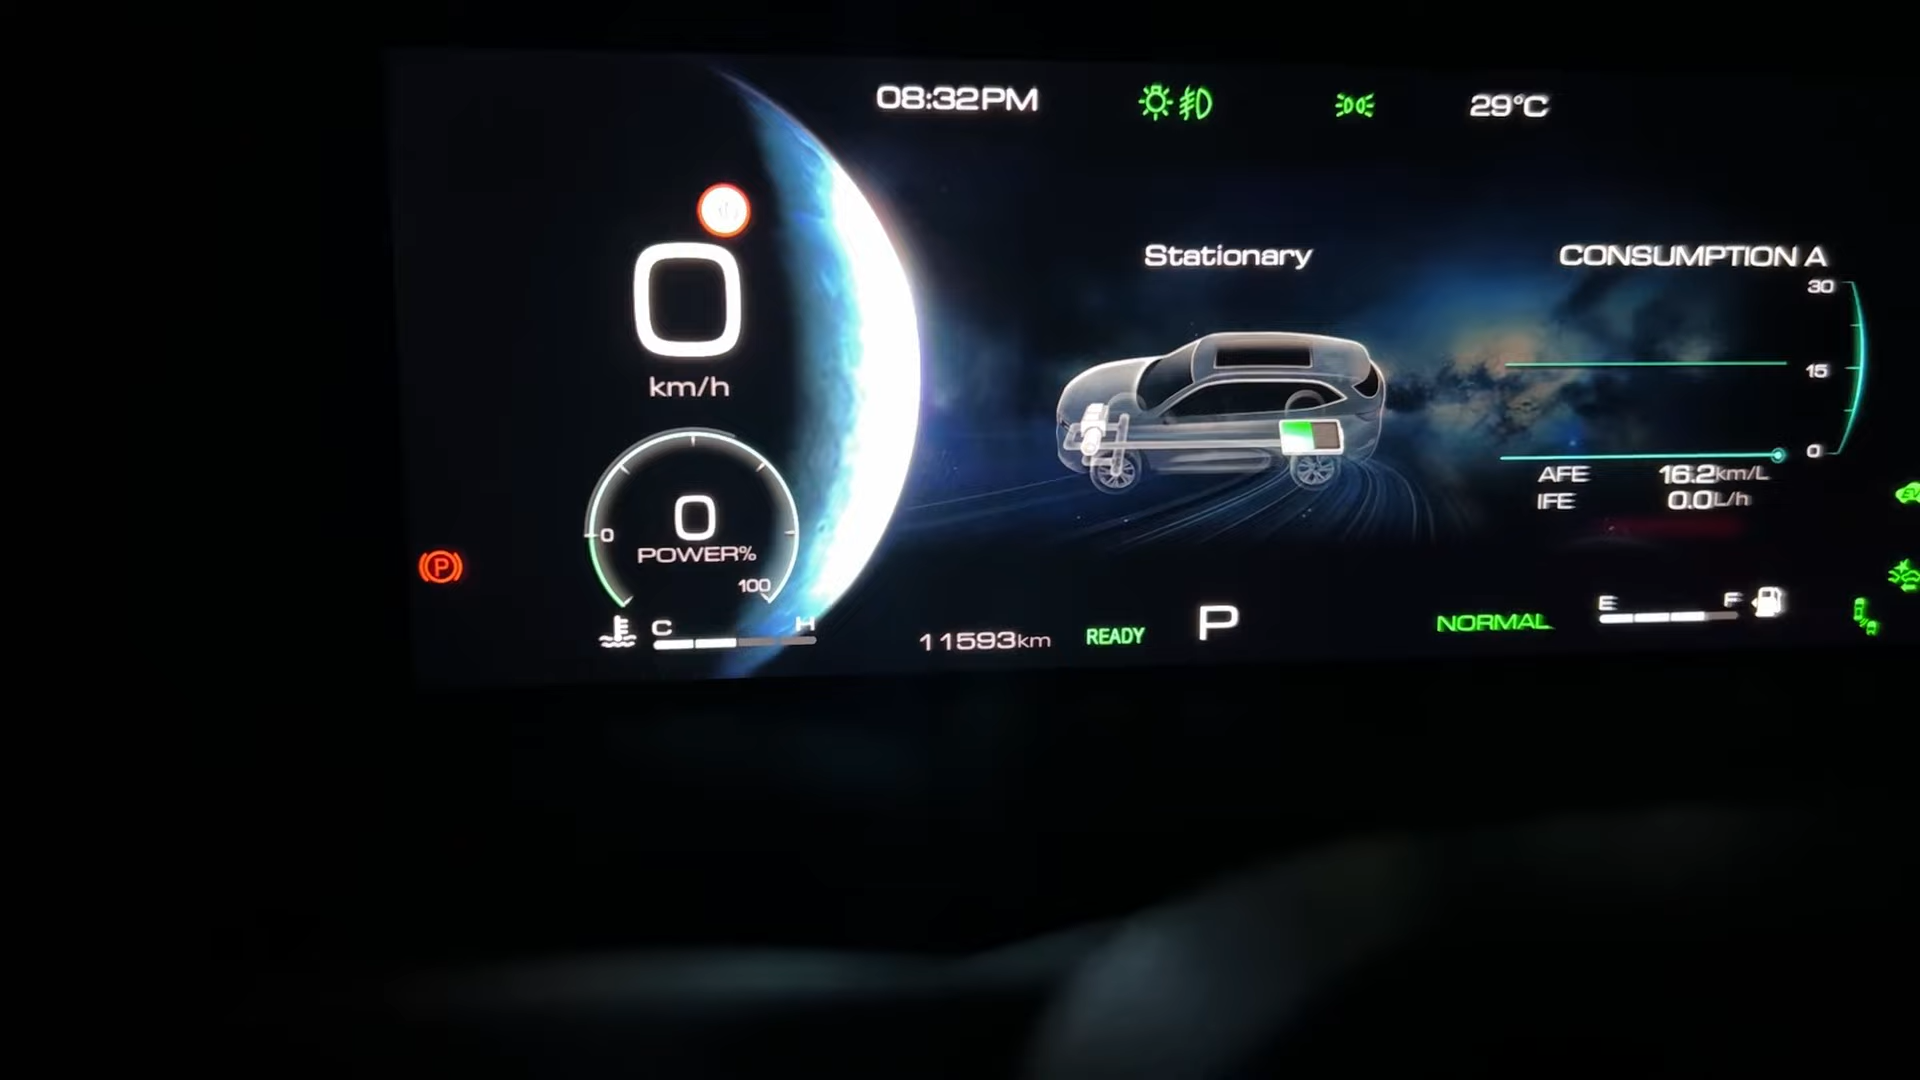 08:32PM
29°C
0
km/h
Stationary
CONSUMPTION A
30
15
0
AFE 16.2km/L
IFE 0.0L/h
0
0
POWER%
100
P
C H
11593km
READY
P
NORMAL
E F
EV